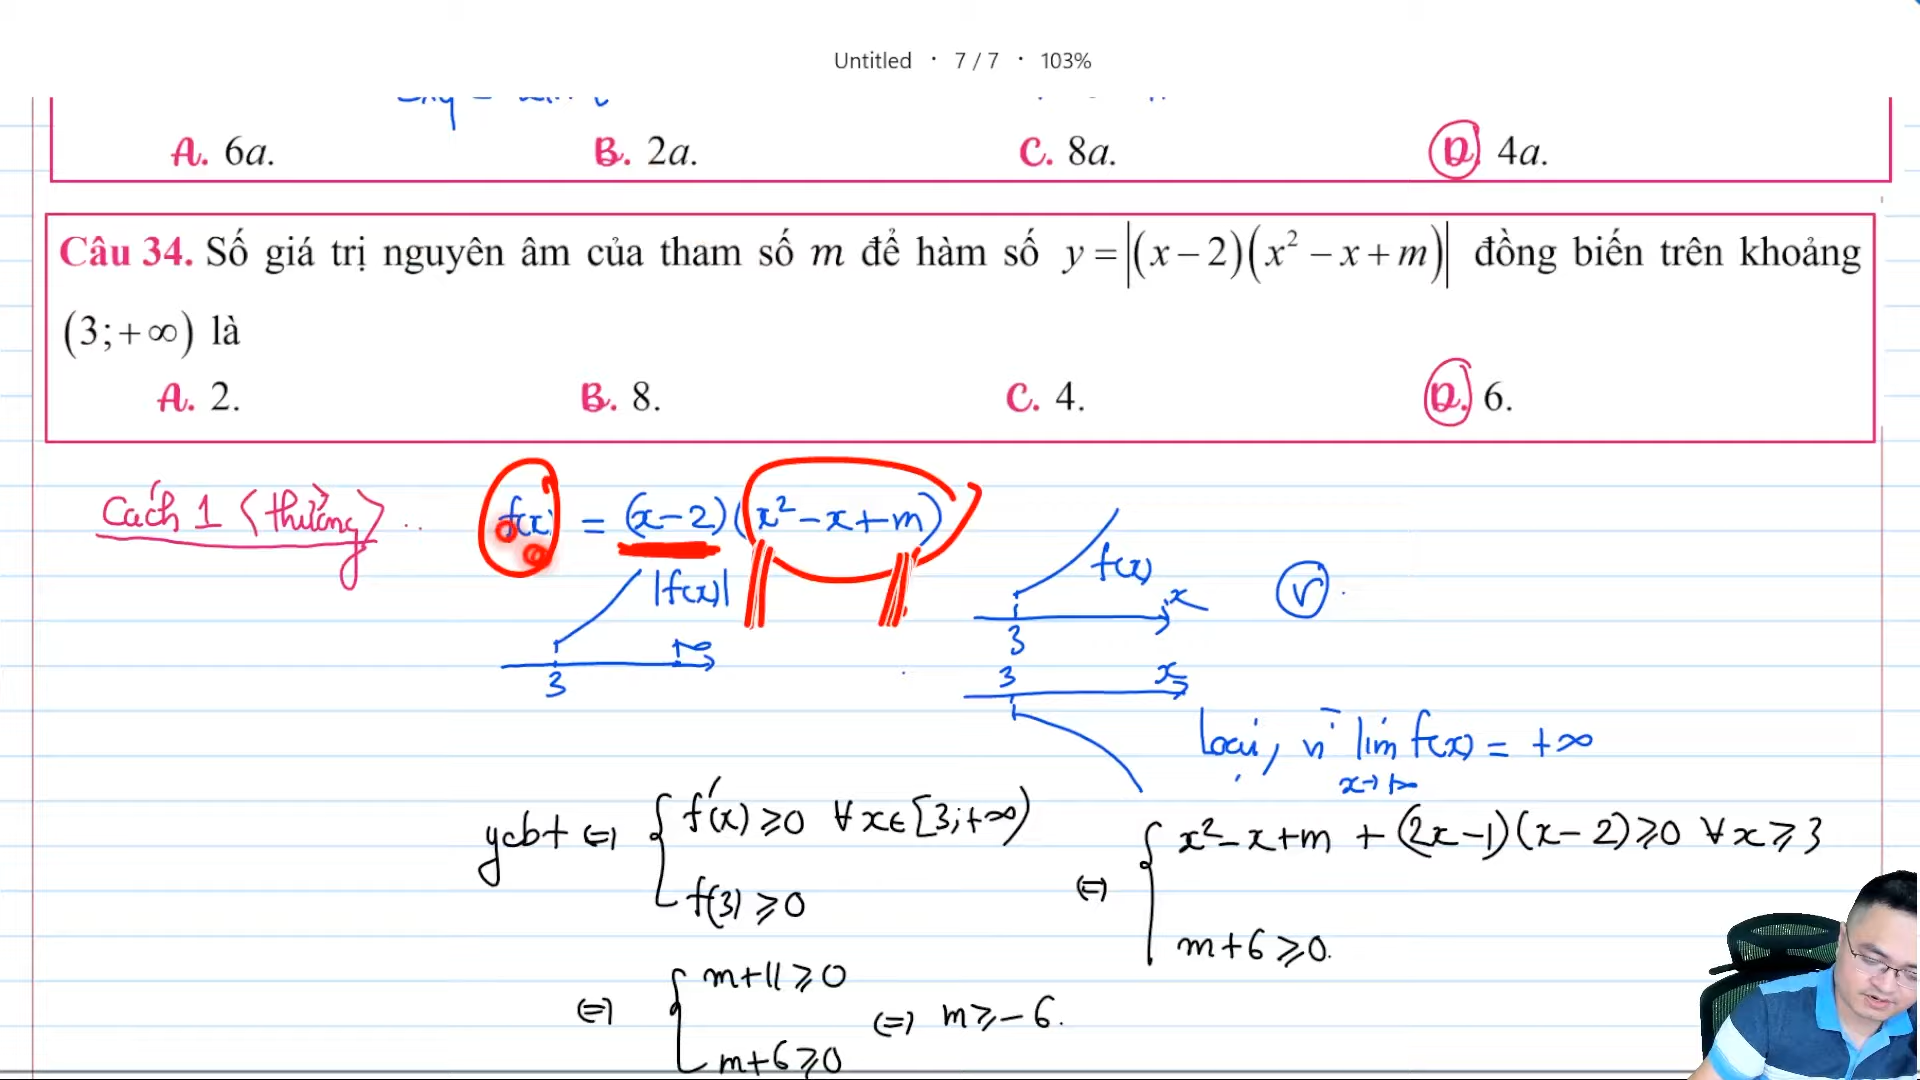 Untitled · 7 / 7 · 103%
A. 6a. B. 2a. C. 8a. D. 4a.
Câu 34. Số giá trị nguyên âm của tham số m để hàm số y = |(x − 2)(x² − x + m)| đồng biến trên khoảng
(3; + ∞) là
A. 2. B. 8. C. 4. D. 6.
Cách 1 <thường> .. f(x) = (x−2)(x²−x+m)
|f(x)| f(x) x
3 +∞ 3
3 x
loại, vì lim f(x) = +∞
x→+∞
ycbt ⇔ { f'(x) ⩾ 0 ∀x∈[3;+∞) ⇔ { x²−x+m + (2x−1)(x−2) ⩾ 0 ∀x ⩾ 3
f(3) ⩾ 0 m+6 ⩾ 0.
⇔ { m+11 ⩾ 0 ⇔ m ⩾ −6.
m+6 ⩾ 0